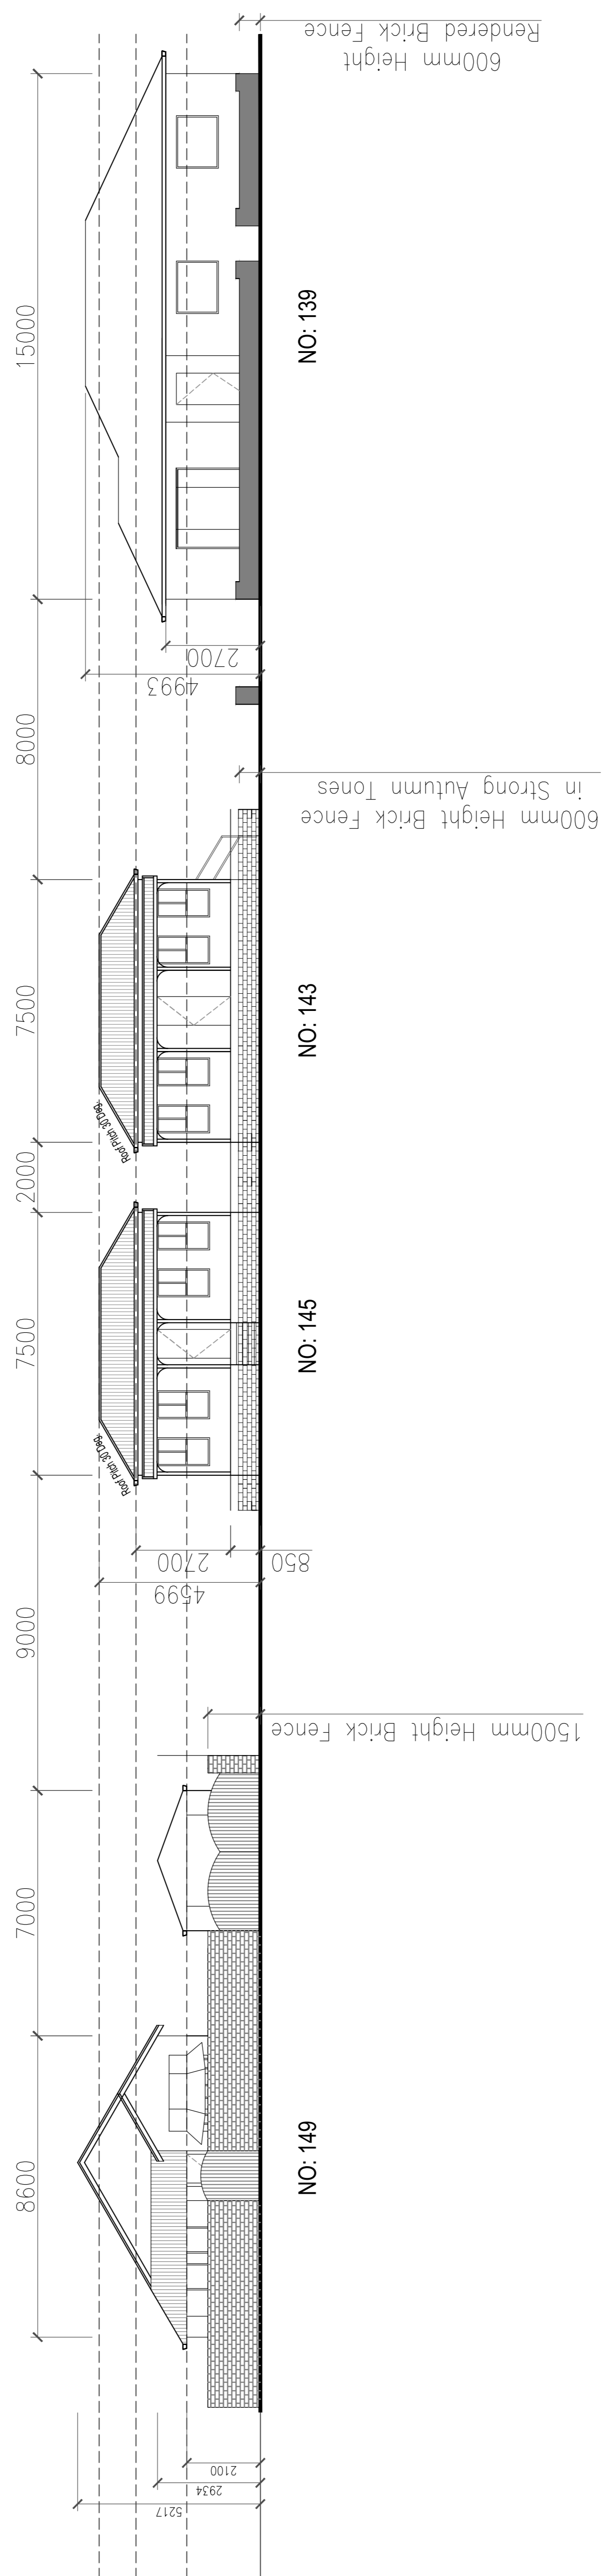 8600
7000
9000
7500
2000
7500
8000
15000
Roof Pitch 30 Deg.
Roof Pitch 30 Deg.
5217
2934
2100
4599
2700
850
4993
2700
NO: 149
NO: 145
NO: 143
NO: 139
1500mm Height Brick Fence
600mm Height Brick Fence
in Strong Autumn Tones
600mm Height
Rendered Brick Fence